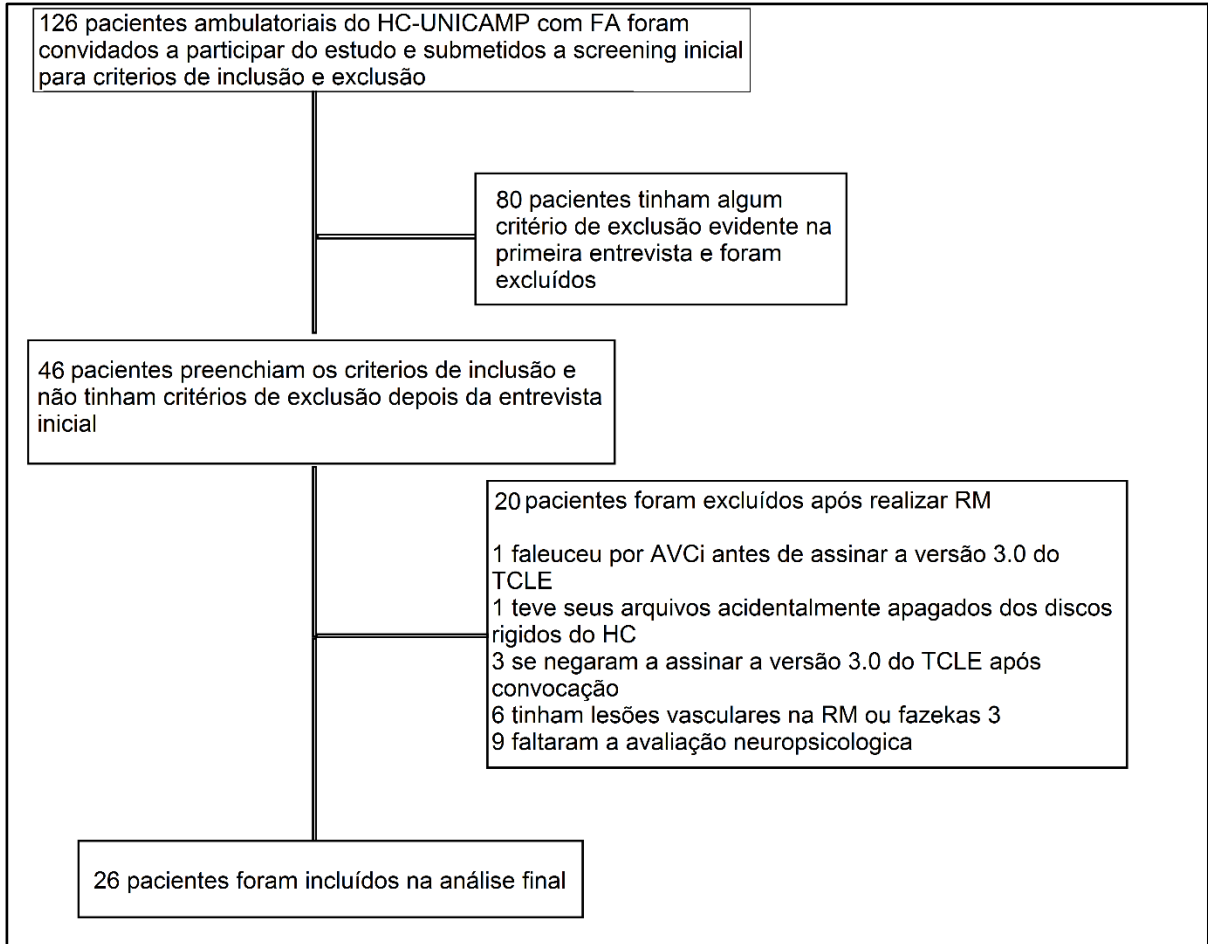 126 pacientes ambulatoriais do HC-UNICAMP com FA foram
convidados a participar do estudo e submetidos a screening inicial
para criterios de inclusão e exclusão
80 pacientes tinham algum
critério de exclusão evidente na
primeira entrevista e foram
excluídos
46 pacientes preenchiam os criterios de inclusão e
não tinham critérios de exclusão depois da entrevista
inicial
20 pacientes foram excluídos após realizar RM
1 faleuceu por AVCi antes de assinar a versão 3.0 do
TCLE
1 teve seus arquivos acidentalmente apagados dos discos
rigidos do HC
3 se negaram a assinar a versão 3.0 do TCLE após
convocação
6 tinham lesões vasculares na RM ou fazekas 3
9 faltaram a avaliação neuropsicologica
26 pacientes foram incluídos na análise final